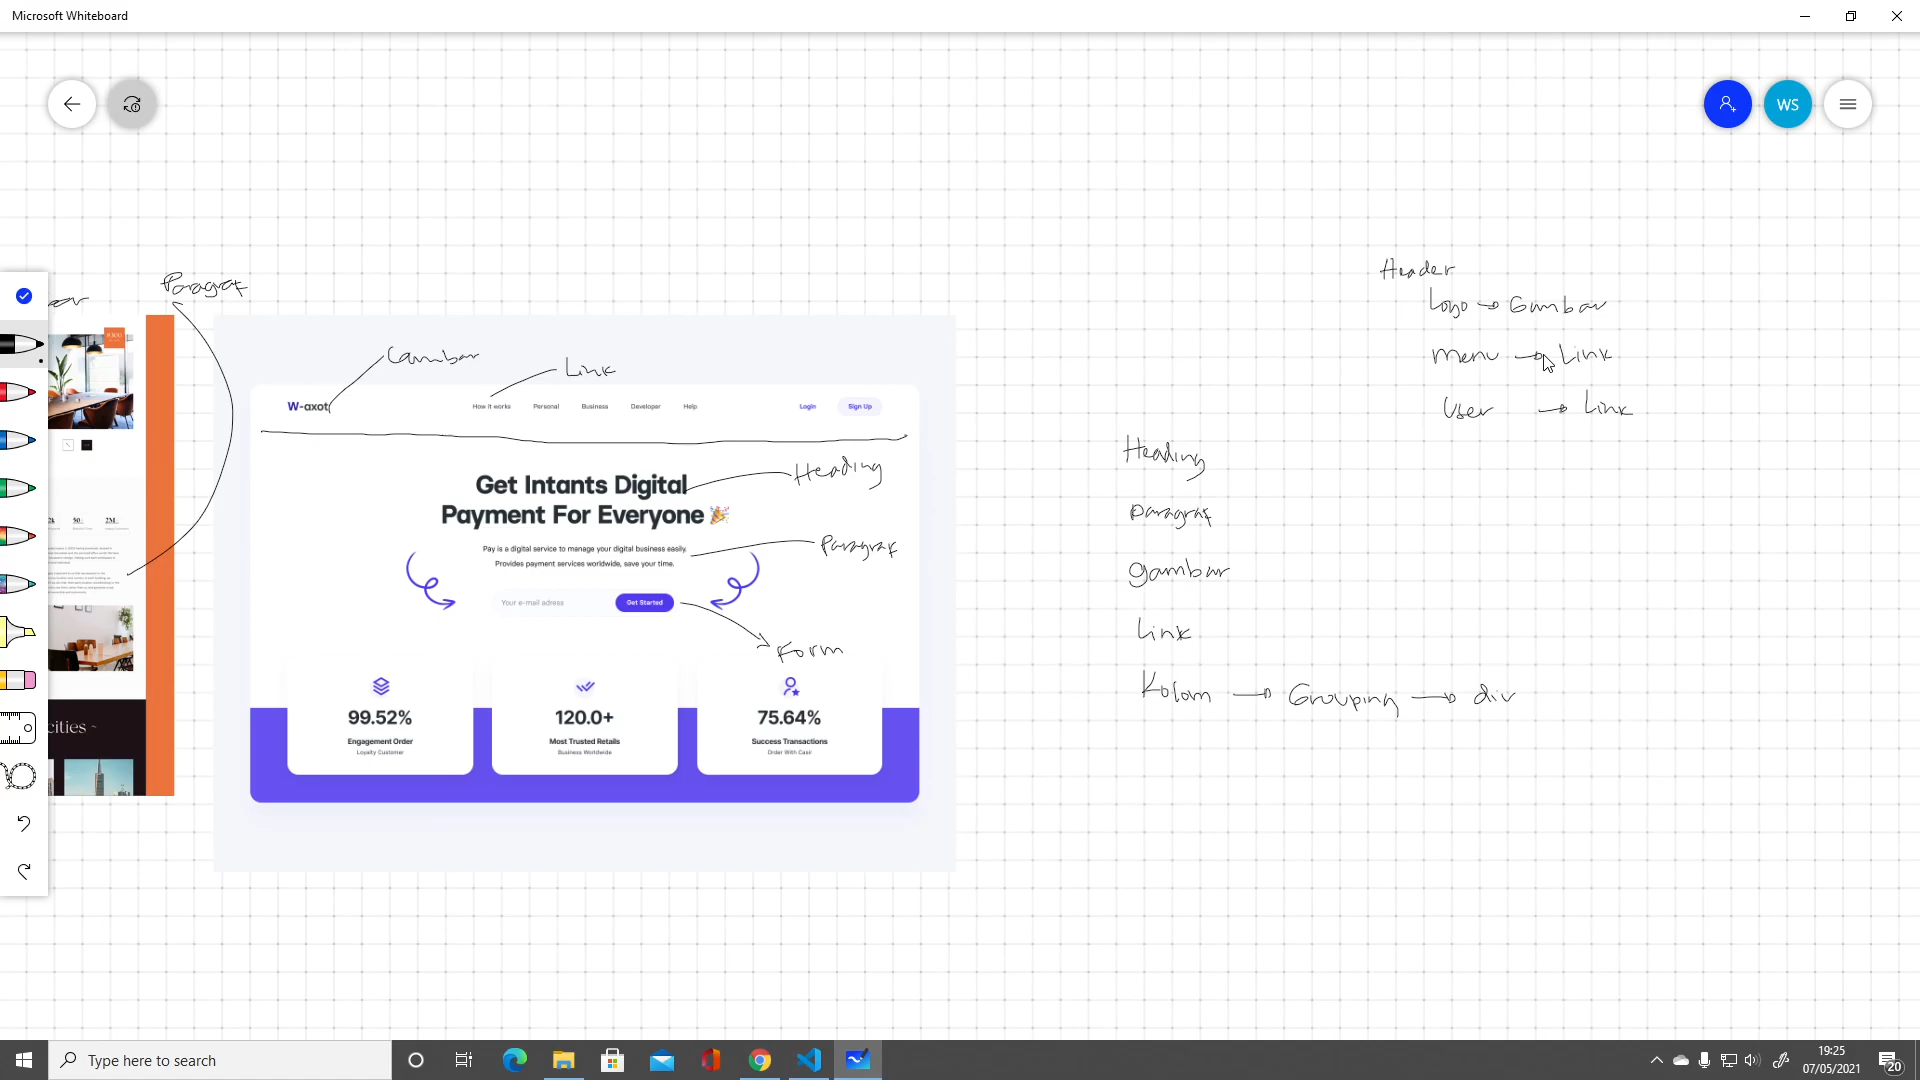 Microsoft Whiteboard
WS
Header
Logo → Gambar
Menu → Link
User → Link
Paragraf
Gambar
Link
W-axot
How it works
Personal
Business
Developer
Help
Login
Sign Up
Heading
Heading
Get Intants Digital
Payment For Everyone 🎉
Paragraf
Paragraf
Pay is a digital service to manage your digital business easily.
Provides payment services worldwide, save your time.
gambar
Your e-mail adress
Get Started
Link
Form
Kolom → Grouping → div
99.52%
Engagement Order
Loyalty Customer
120.0+
Most Trusted Retails
Business Worldwide
75.64%
Success Transactions
Order With Casir
2k
50
2M
cities ~
Type here to search
19:25
07/05/2021
20